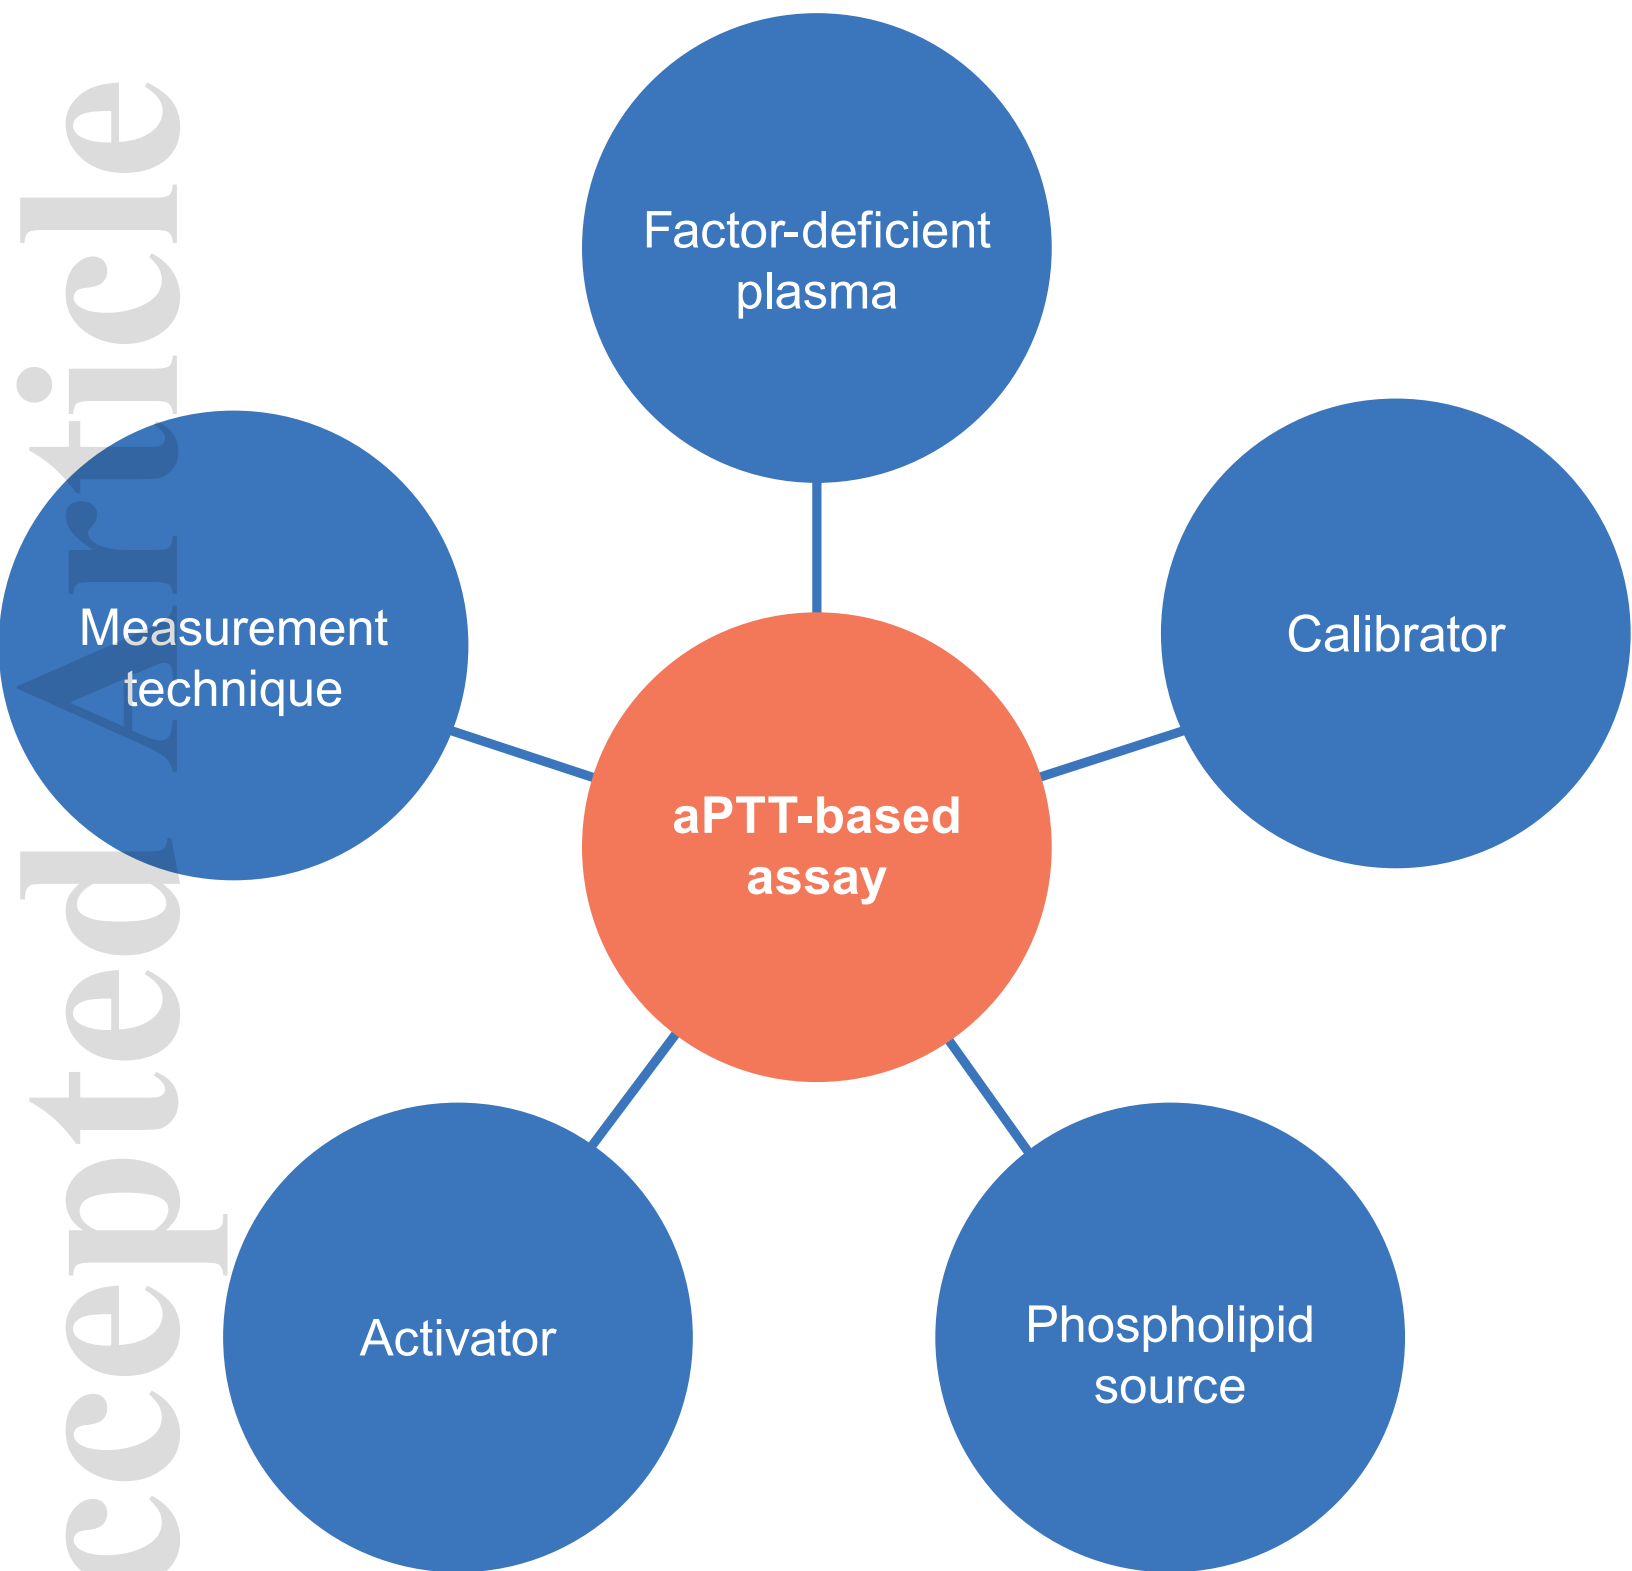 Factor-deficient
plasma
Calibrator
Measurement
technique
aPTT-based
assay
Activator
Phospholipid
source
ccepted Article